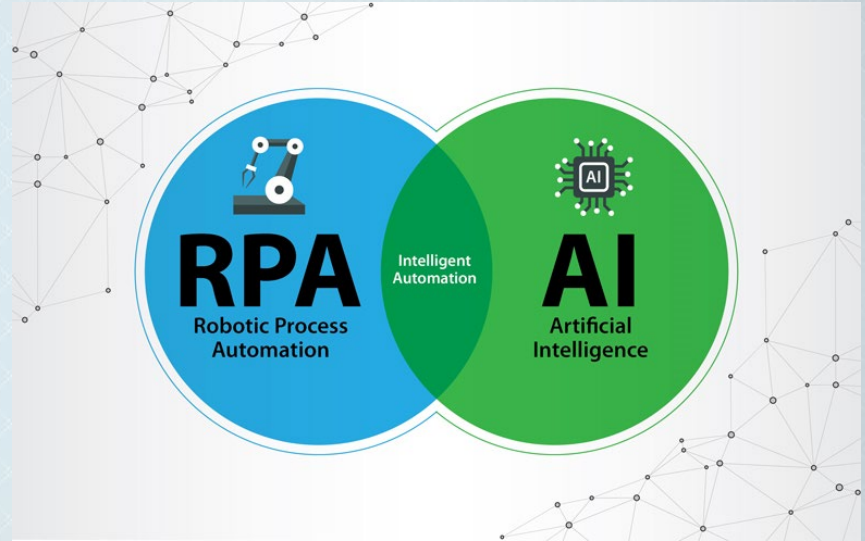 RPA
Robotic Process
Automation
Intelligent
Automation
AI
AI
Artificial
Intelligence